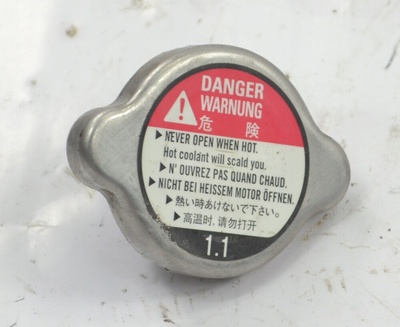 DANGER
WARNUNG
危 険
▶NEVER OPEN WHEN HOT.
Hot coolant will scald you.
▶N' OUVREZ PAS QUAND CHAUD.
▶NICHT BEI HEISSEM MOTOR ÖFFNEN.
▶熱い時あけないで下さい。
▶高温时,请勿打开
1.1